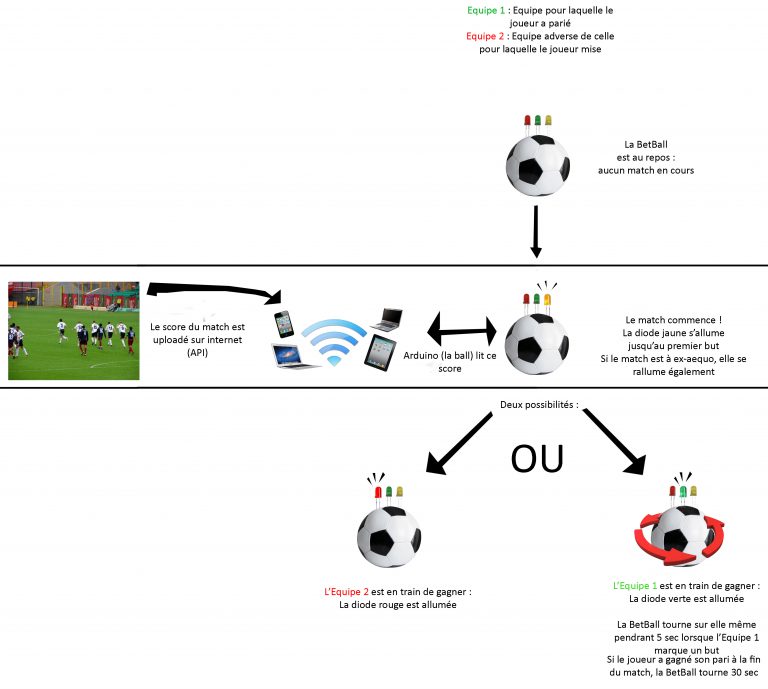 Equipe 1 : Equipe pour laquelle le
joueur a parié
Equipe 2 : Equipe adverse de celle
pour laquelle le joueur mise
La BetBall
est au repos :
aucun match en cours
Le score du match est
uploadé sur internet
(API)
Arduino (la ball) lit ce
score
Le match commence !
La diode jaune s'allume
jusqu'au premier but
Si le match est à ex-aequo, elle se
rallume également
Deux possibilités :
OU
L'Equipe 2 est en train de gagner :
La diode rouge est allumée
L'Equipe 1 est en train de gagner :
La diode verte est allumée
La BetBall tourne sur elle même
pendrant 5 sec lorsque l'Equipe 1
marque un but
Si le joueur a gagné son pari à la fin
du match, la BetBall tourne 30 sec